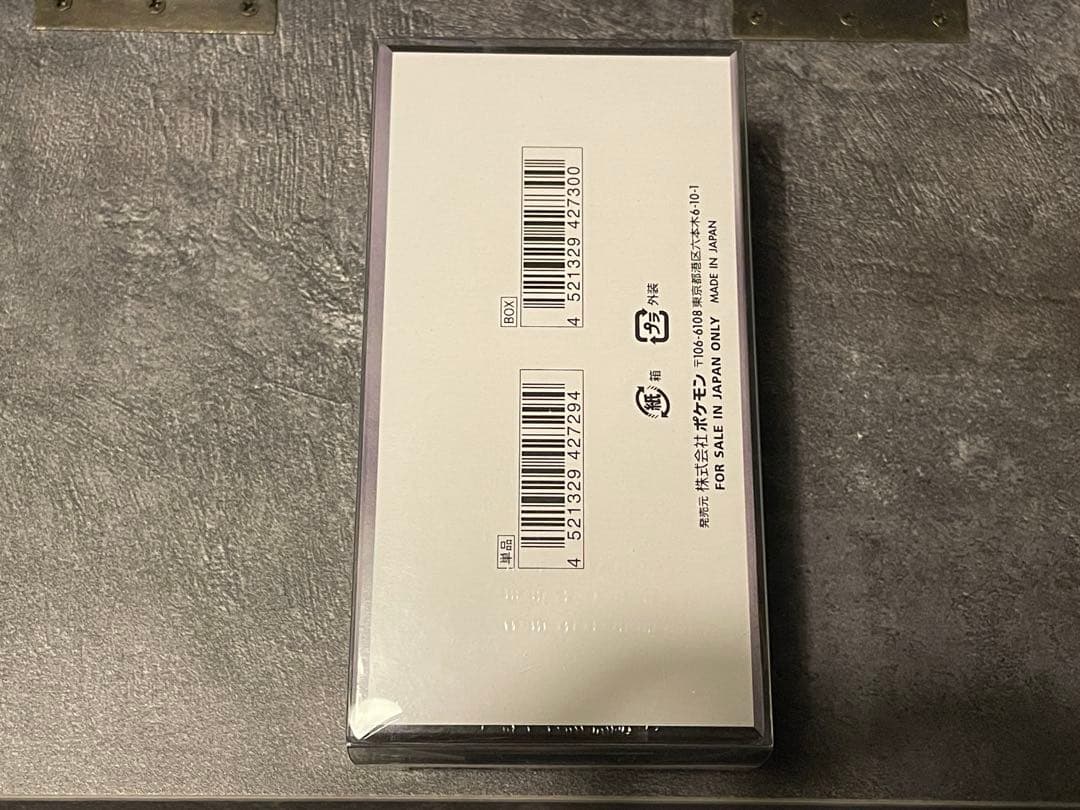 単品
4 521329 427294
BOX
4 521329 427300
紙 箱
プラ 外装
発売元 株式会社 ポケモン 〒106-6108 東京都港区六本木6-10-1
FOR SALE IN JAPAN ONLY MADE IN JAPAN